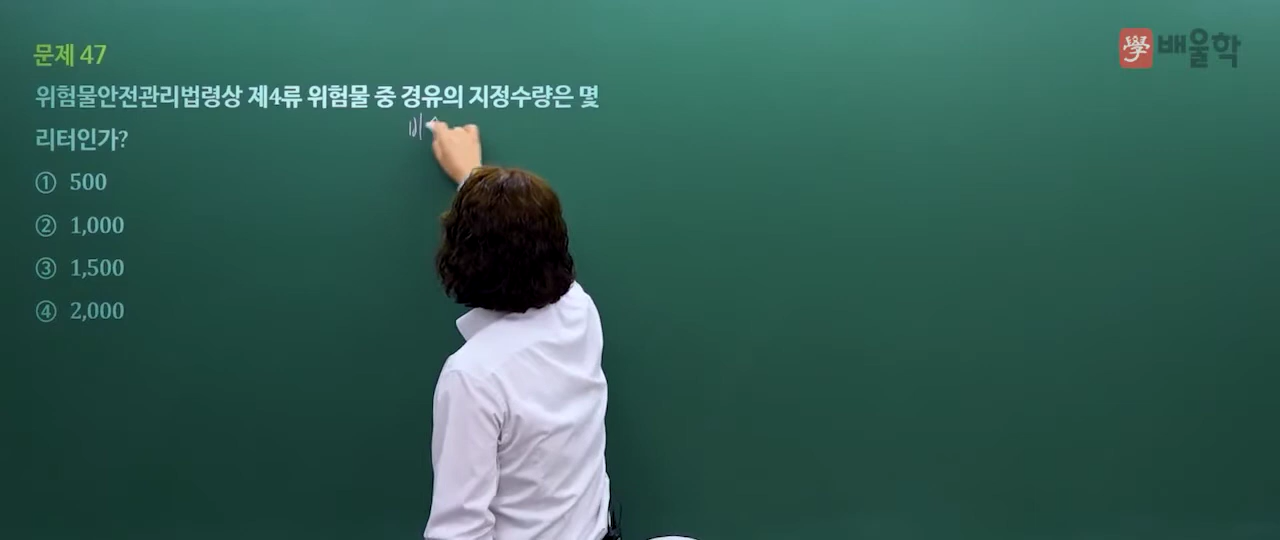 문제 47
學 배울학
위험물안전관리법령상 제4류 위험물 중 경유의 지정수량은 몇
리터인가?
① 500
② 1,000
③ 1,500
④ 2,000